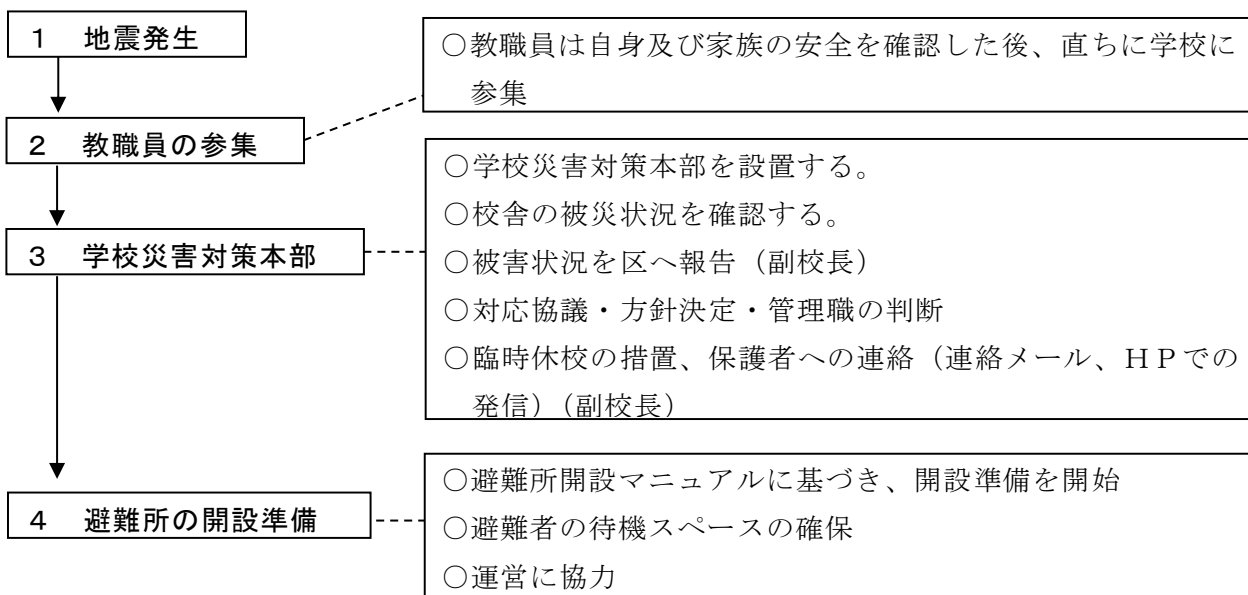 １　地震発生
○教職員は自身及び家族の安全を確認した後、直ちに学校に
参集
２　教職員の参集
○学校災害対策本部を設置する。
○校舎の被災状況を確認する。
３　学校災害対策本部
○被害状況を区へ報告（副校長）
○対応協議・方針決定・管理職の判断
○臨時休校の措置、保護者への連絡（連絡メール、ＨＰでの
発信）（副校長）
４　避難所の開設準備
○避難所開設マニュアルに基づき、開設準備を開始
○避難者の待機スペースの確保
○運営に協力